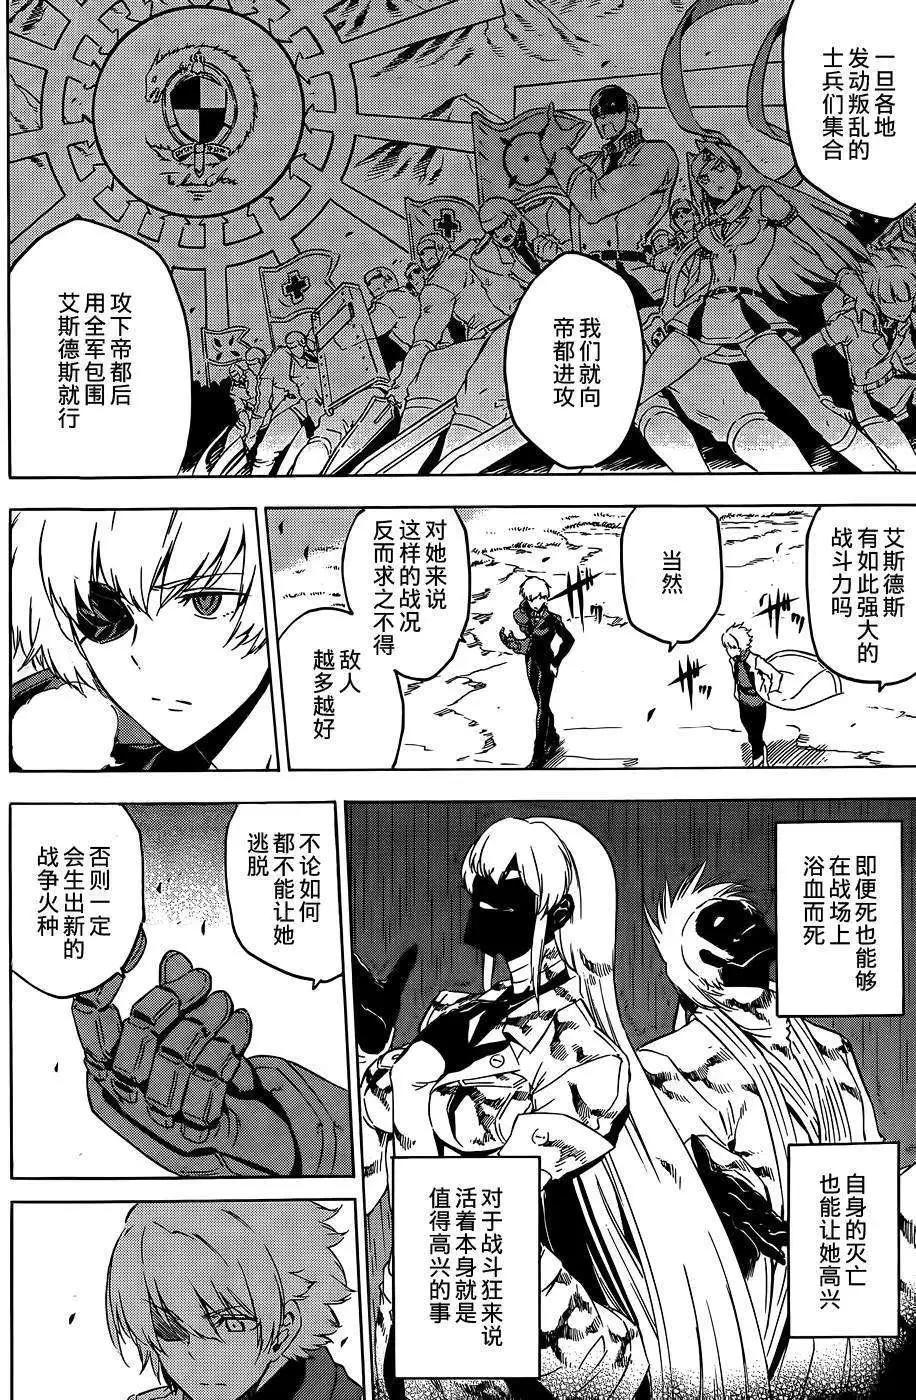 一旦各地
发动叛乱的
士兵们集合
我们就向
帝都进攻
攻下帝都后
用全军包围
艾斯德斯就行
艾斯德斯
有如此强大的
战斗力吗
当然
对她来说
这样的战况
反而求之不得
敌人
越多越好
即便死也能够
在战场上
浴血而死
自身的灭亡
也能让她高兴
对于战斗狂来说
活着本身就是
值得高兴的事
不论如何
都不能让她
逃脱
否则一定
会生出新的
战争火种